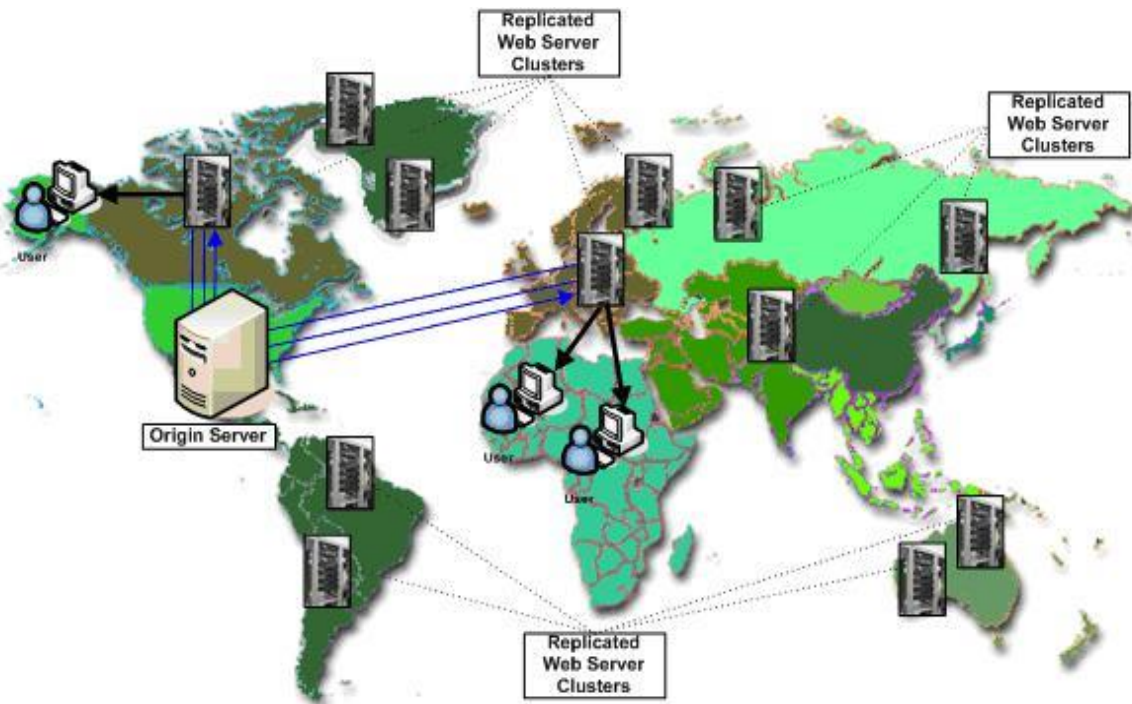 Replicated
Web Server
Clusters
Replicated
Web Server
Clusters
User
Origin Server
User
User
Replicated
Web Server
Clusters